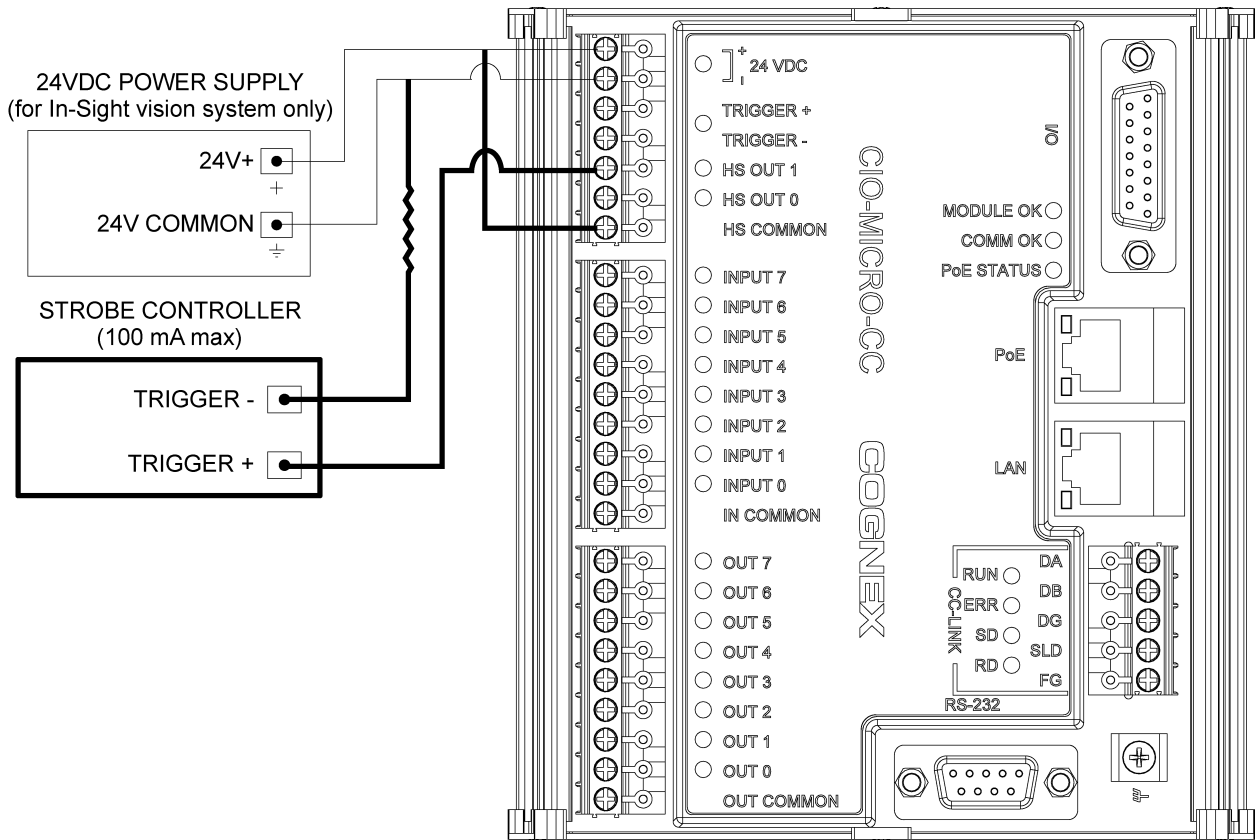 24VDC POWER SUPPLY
(for In-Sight vision system only)
24V+
+
24V COMMON
STROBE CONTROLLER
(100 mA max)
TRIGGER -
TRIGGER +
+
24 VDC
-
TRIGGER +
TRIGGER -
HS OUT 1
HS OUT 0
HS COMMON
INPUT 7
INPUT 6
INPUT 5
INPUT 4
INPUT 3
INPUT 2
INPUT 1
INPUT 0
IN COMMON
OUT 7
OUT 6
OUT 5
OUT 4
OUT 3
OUT 2
OUT 1
OUT 0
OUT COMMON
CIO-MICRO-CC
COGNEX
I/O
MODULE OK
COMM OK
PoE STATUS
PoE
LAN
CC-LINK
RUN
ERR
SD
RD
DA
DB
DG
SLD
FG
RS-232